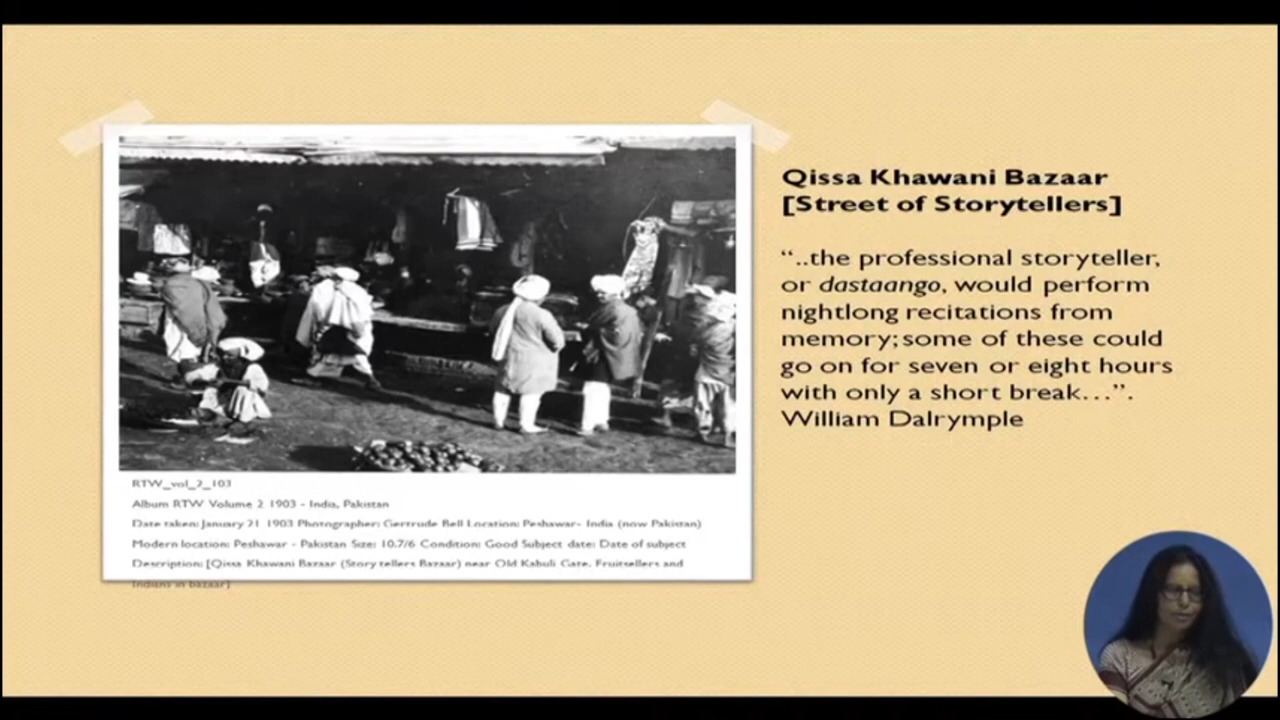 Qissa Khawani Bazaar
[Street of Storytellers]
“..the professional storyteller,
or dastaango, would perform
nightlong recitations from
memory; some of these could
go on for seven or eight hours
with only a short break…”.
William Dalrymple
RTW_vol_2_103
Album RTW Volume 2 1903 - India, Pakistan
Date taken: January 21 1903 Photographer: Gertrude Bell Location: Peshawar- India (now Pakistan)
Modern location: Peshawar - Pakistan Size: 10.7/6 Condition: Good Subject date: Date of subject
Description: [Qissa Khawani Bazaar (Story tellers Bazaar) near Old Kabuli Gate. Fruitsellers and
Indians in bazaar]